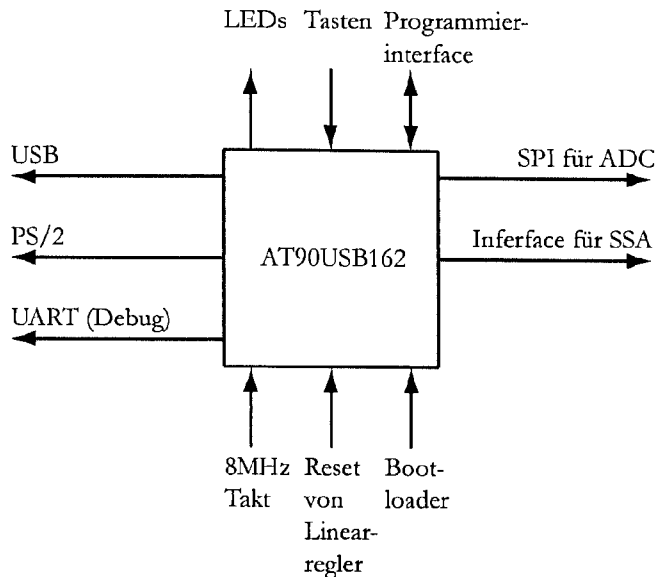 LEDs Tasten Programmier-
interface
USB
SPI für ADC
PS/2
Inferface für SSA
AT90USB162
UART (Debug)
8MHz Reset Boot-
Takt von loader
Linear-
regler